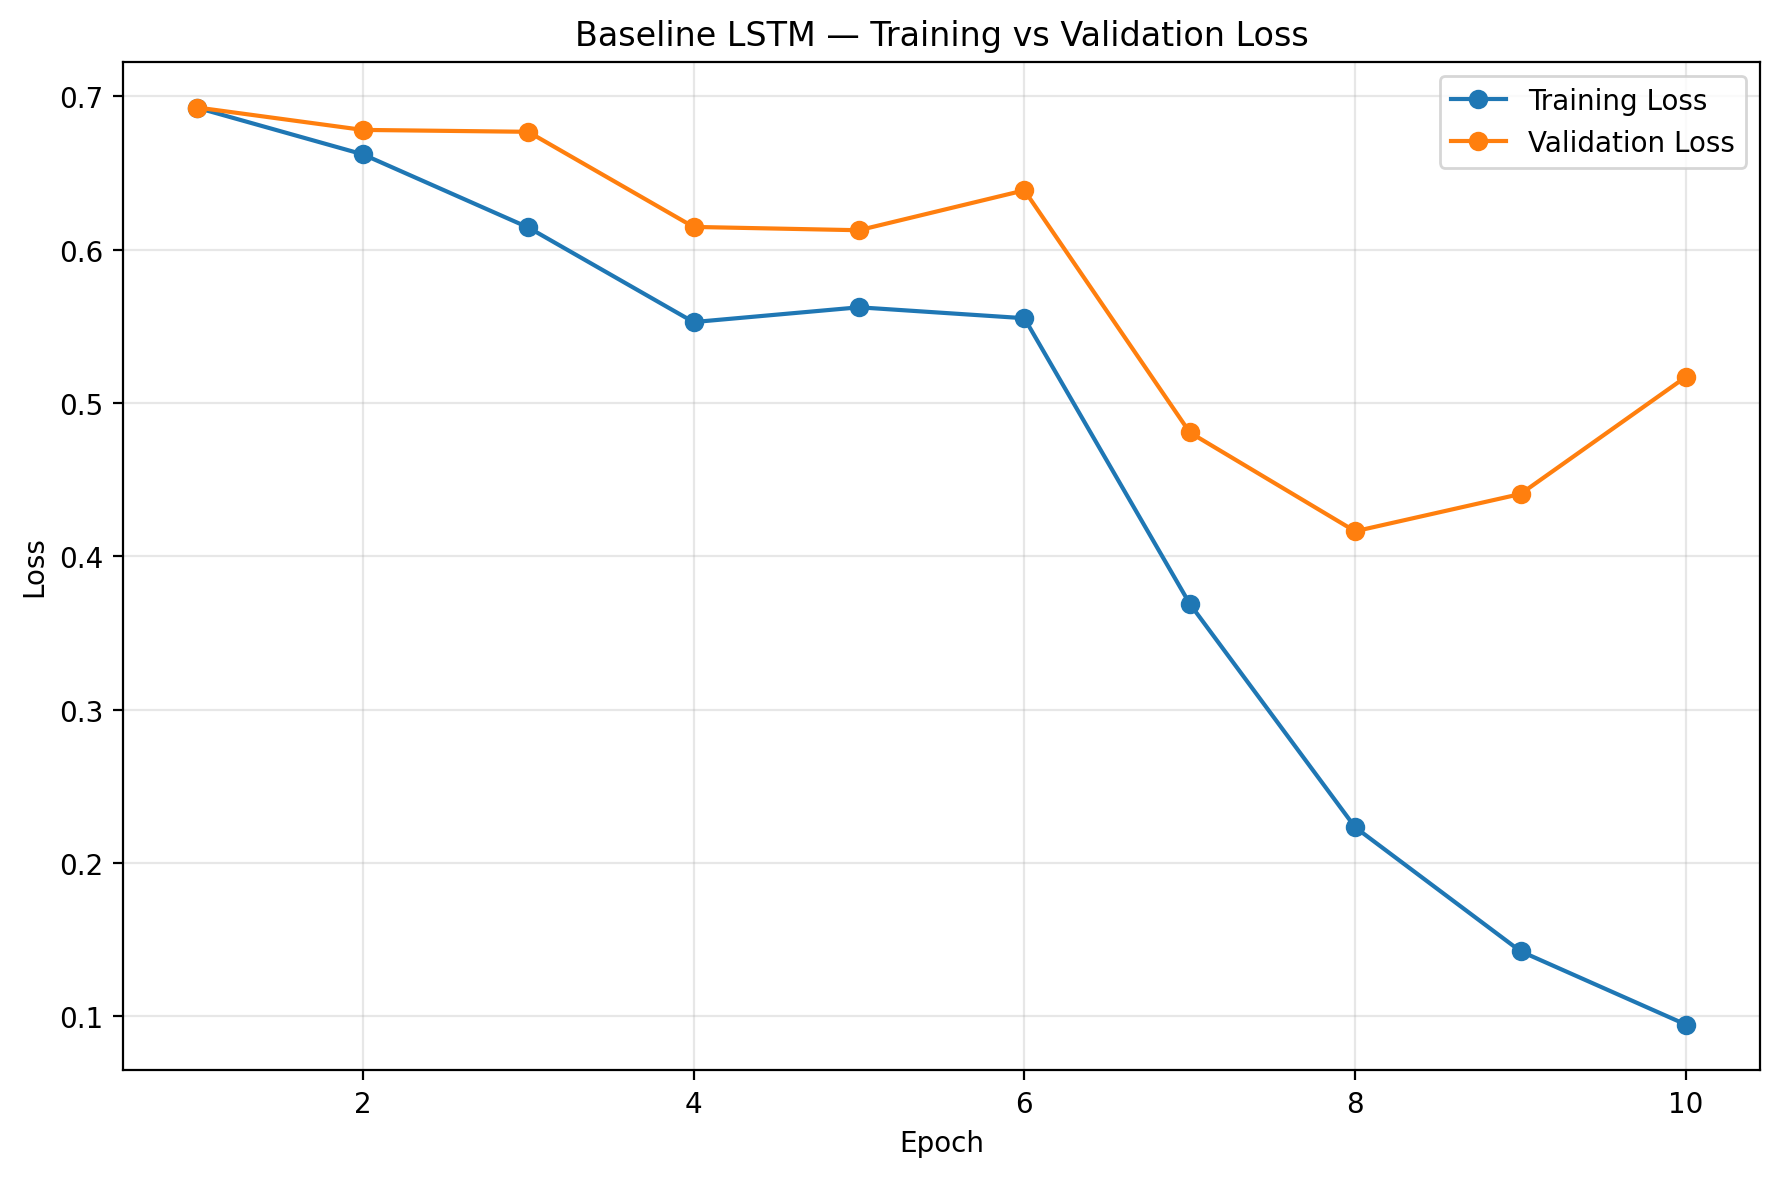 Baseline LSTM — Training vs Validation Loss
Training Loss
Validation Loss
0.7
0.6
0.5
0.4
0.3
0.2
0.1
Loss
2 4 6 8 10
Epoch